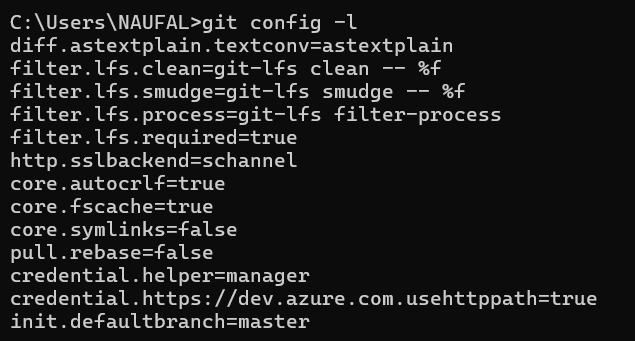 C:\Users\NAUFAL>git config -l
diff.astextplain.textconv=astextplain
filter.lfs.clean=git-lfs clean -- %f
filter.lfs.smudge=git-lfs smudge -- %f
filter.lfs.process=git-lfs filter-process
filter.lfs.required=true
http.sslbackend=schannel
core.autocrlf=true
core.fscache=true
core.symlinks=false
pull.rebase=false
credential.helper=manager
credential.https://dev.azure.com.usehttppath=true
init.defaultbranch=master